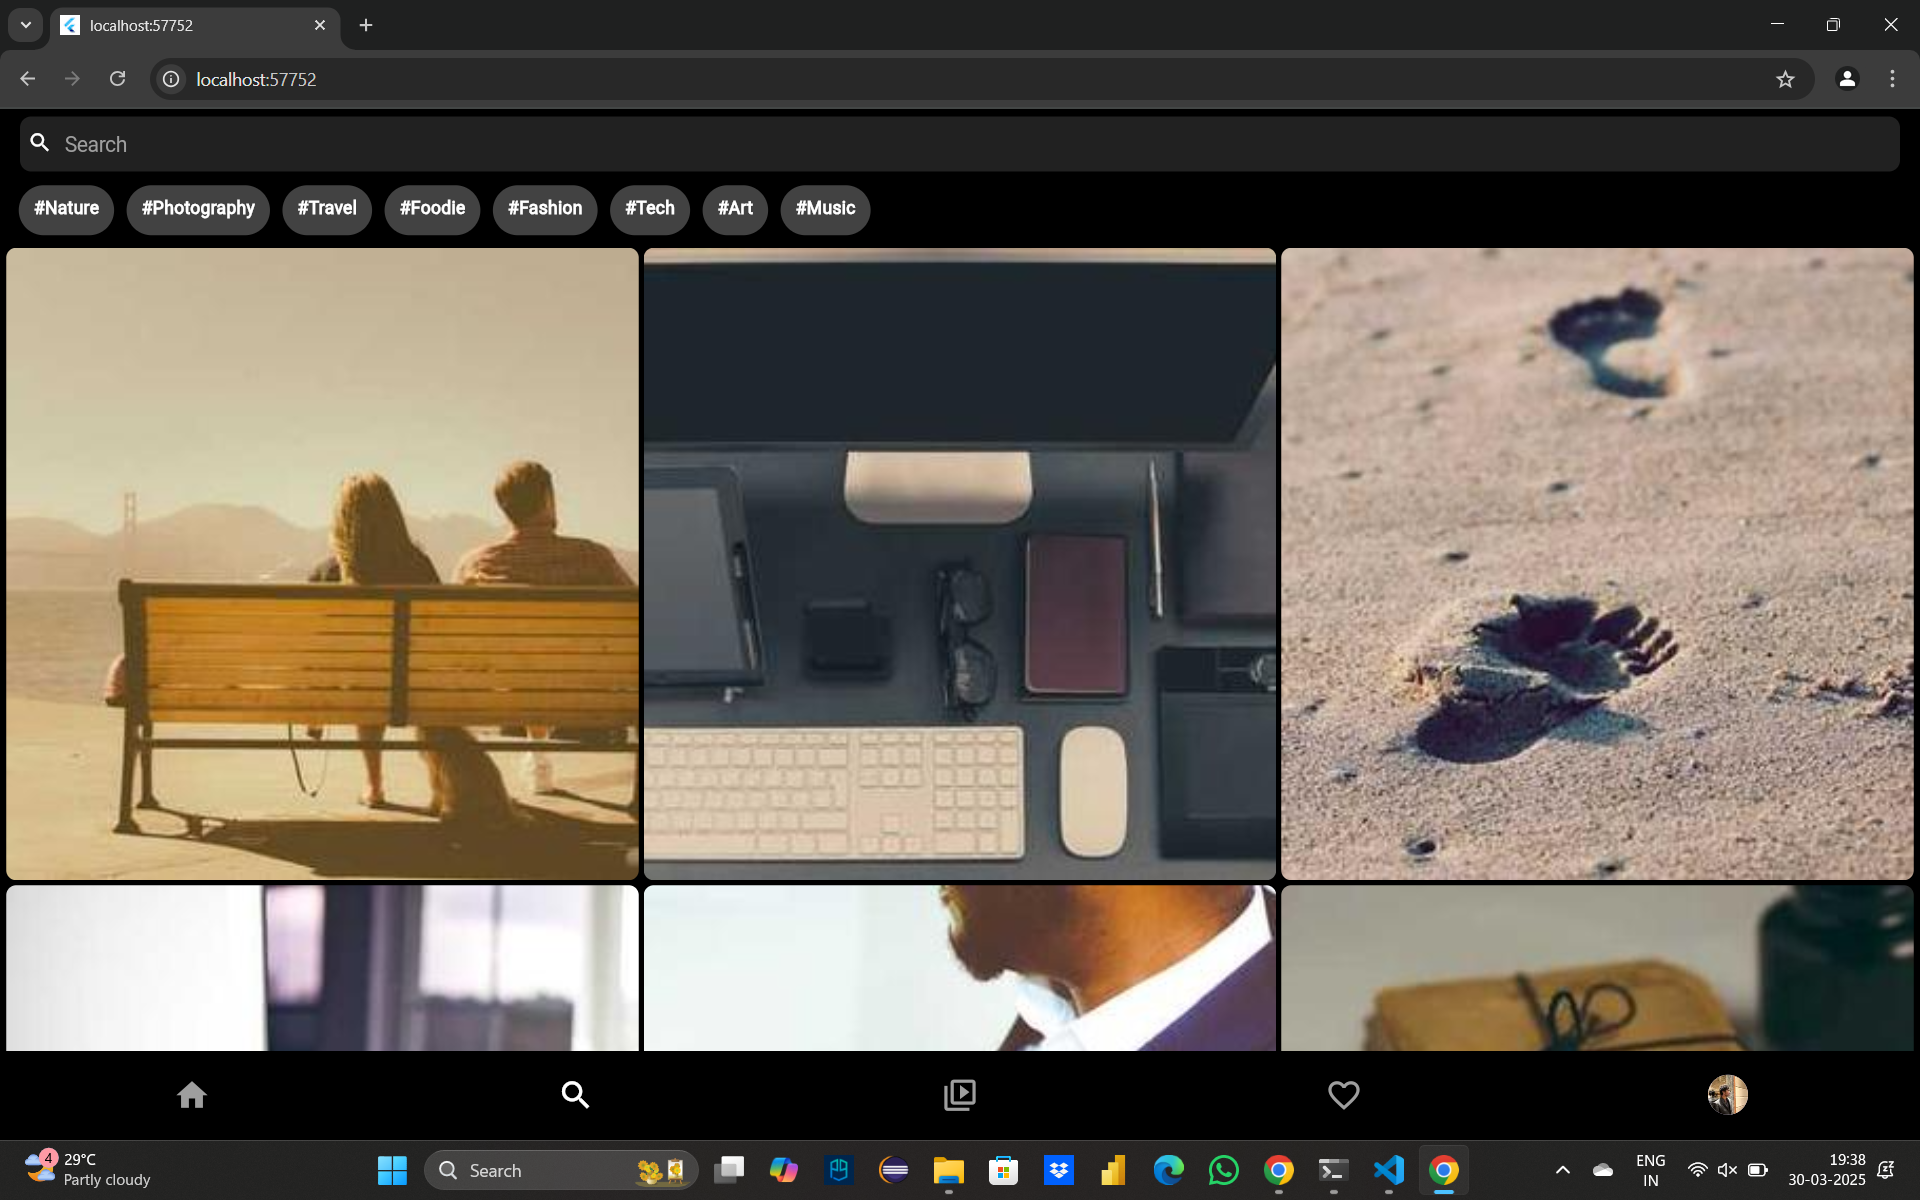 localhost:57752
localhost:57752
Search
#Nature #Photography #Travel #Foodie #Fashion #Tech #Art #Music
4 29°C
Partly cloudy
Search
ENG
IN
19:38
30-03-2025